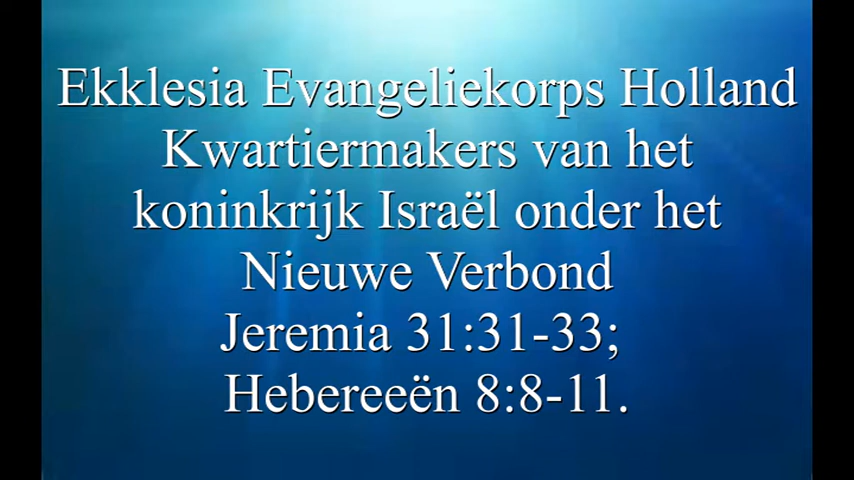 Ekklesia Evangeliekorps Holland
Kwartiermakers van het
koninkrijk Israël onder het
Nieuwe Verbond
Jeremia 31:31-33;
Hebereeën 8:8-11.